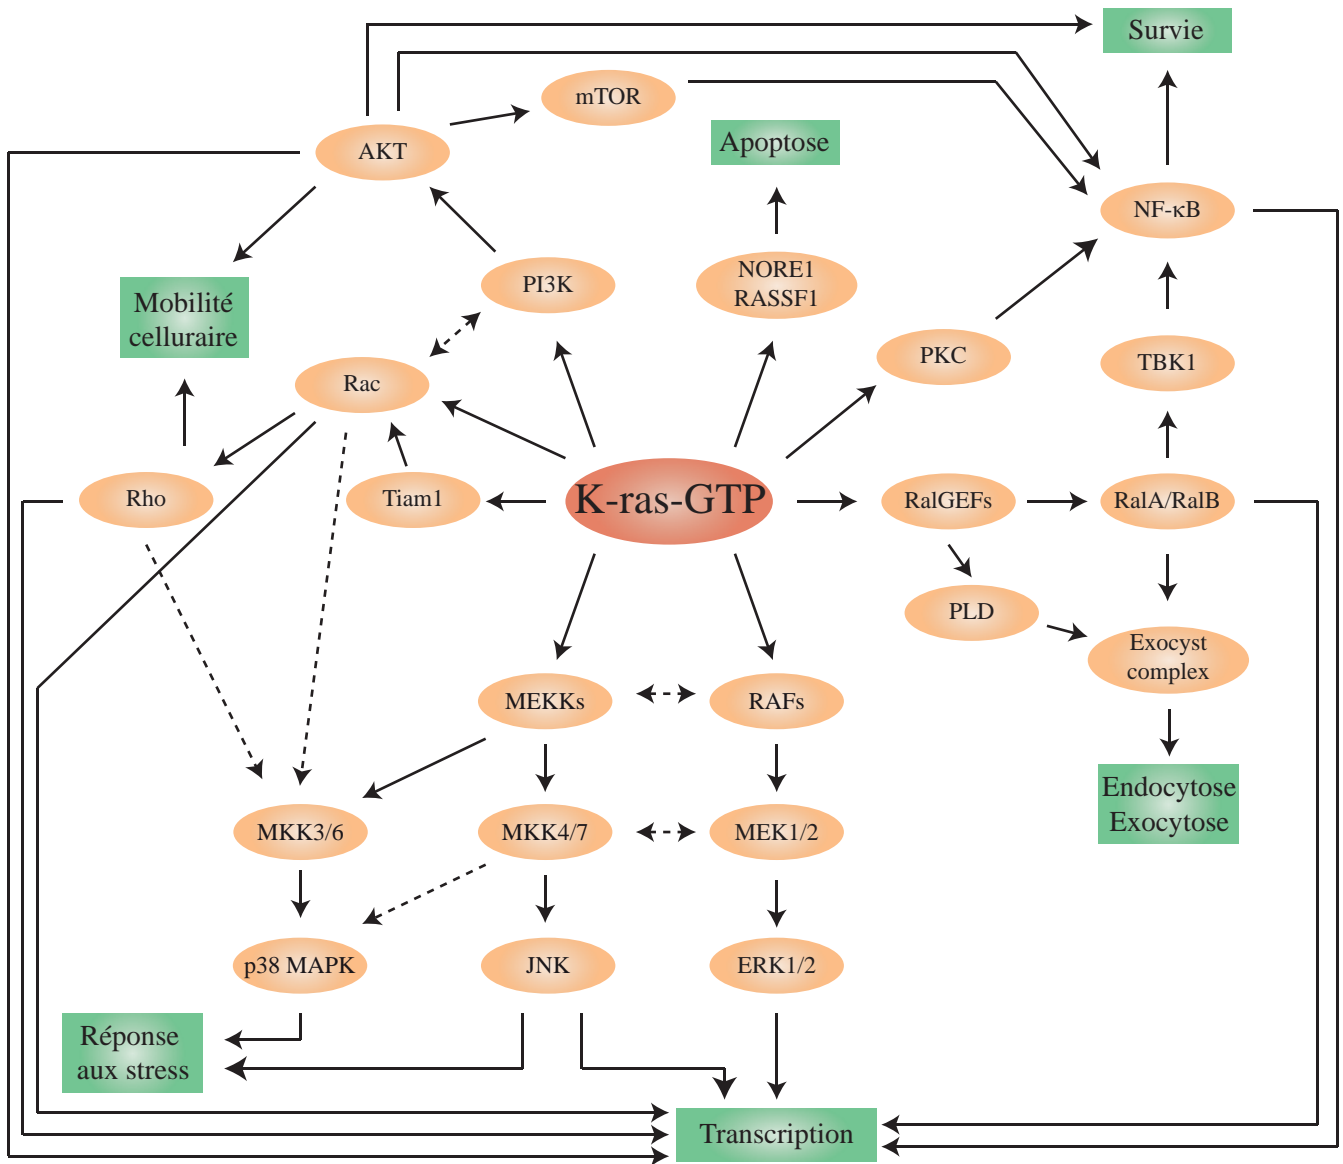 Survie
mTOR
Apoptose
AKT
NF-κB
PI3K
NORE1
RASSF1
Mobilité
celluraire
PKC
TBK1
Rac
Rho
Tiam1
K-ras-GTP
RalGEFs
RalA/RalB
PLD
Exocyst
complex
MEKKs
RAFs
Endocytose
Exocytose
MKK3/6
MKK4/7
MEK1/2
p38 MAPK
JNK
ERK1/2
Réponse
aux stress
Transcription